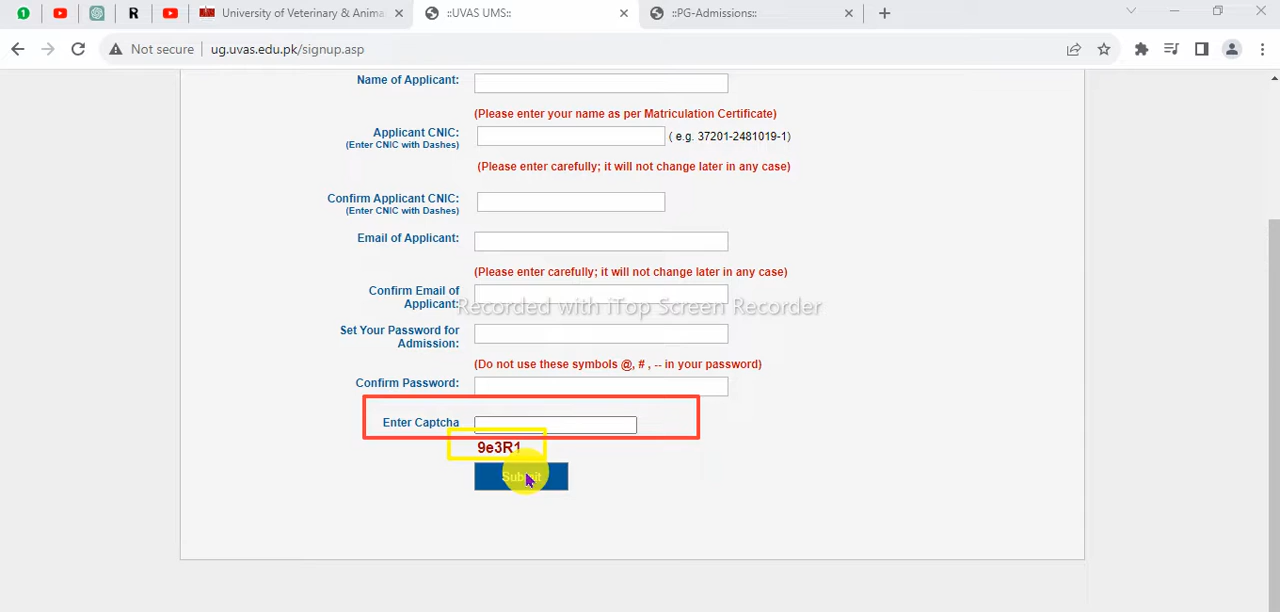 1
R
University of Veterinary & Anima
::UVAS UMS::
::PG-Admissions::
Not secure
ug.uvas.edu.pk/signup.asp
Name of Applicant:
(Please enter your name as per Matriculation Certificate)
Applicant CNIC:
(Enter CNIC with Dashes)
( e.g. 37201-2481019-1)
(Please enter carefully; it will not change later in any case)
Confirm Applicant CNIC:
(Enter CNIC with Dashes)
Email of Applicant:
(Please enter carefully; it will not change later in any case)
Confirm Email of
Applicant:
Recorded with iTop Screen Recorder
Set Your Password for
Admission:
(Do not use these symbols @, # , -- in your password)
Confirm Password:
Enter Captcha
9e3R1
Submit